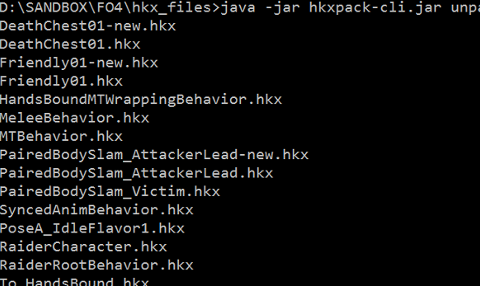 D:\SANDBOX\FO4\hkx_files>java -jar hkxpack-cli.jar unpa
DeathChest01-new.hkx
DeathChest01.hkx
Friendly01-new.hkx
Friendly01.hkx
HandsBoundMTWrappingBehavior.hkx
MeleeBehavior.hkx
MTBehavior.hkx
PairedBodySlam_AttackerLead-new.hkx
PairedBodySlam_AttackerLead.hkx
PairedBodySlam_Victim.hkx
SyncedAnimBehavior.hkx
PoseA_IdleFlavor1.hkx
RaiderCharacter.hkx
RaiderRootBehavior.hkx
To_HandsBound.hkx